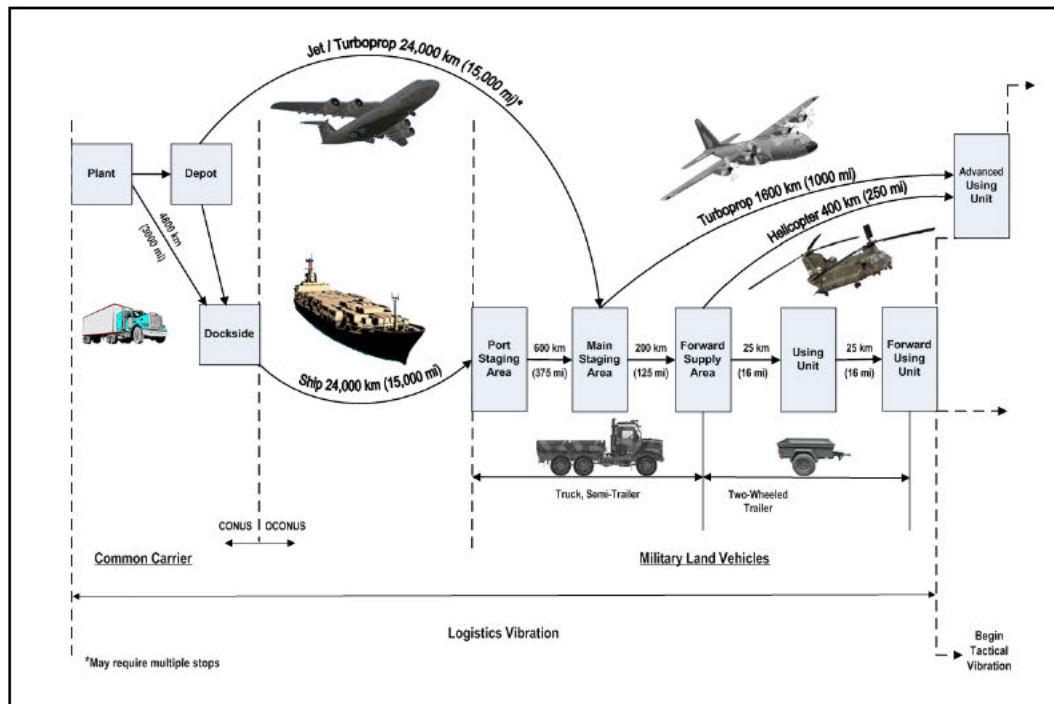 Jet / Turboprop 24,000 km (15,000 mi)*
Plant
Depot
4800 km
(3000 mi)
Dockside
Ship 24,000 km (15,000 mi)
Turboprop 1600 km (1000 mi)
Helicopter 400 km (250 mi)
Advanced
Using
Unit
Port
Staging
Area
600 km
(375 mi)
Main
Staging
Area
200 km
(125 mi)
Forward
Supply
Area
25 km
(16 mi)
Using
Unit
25 km
(16 mi)
Forward
Using
Unit
Truck, Semi-Trailer
Two-Wheeled
Trailer
CONUS
OCONUS
Common Carrier
Military Land Vehicles
Logistics Vibration
*May require multiple stops
Begin
Tactical
Vibration